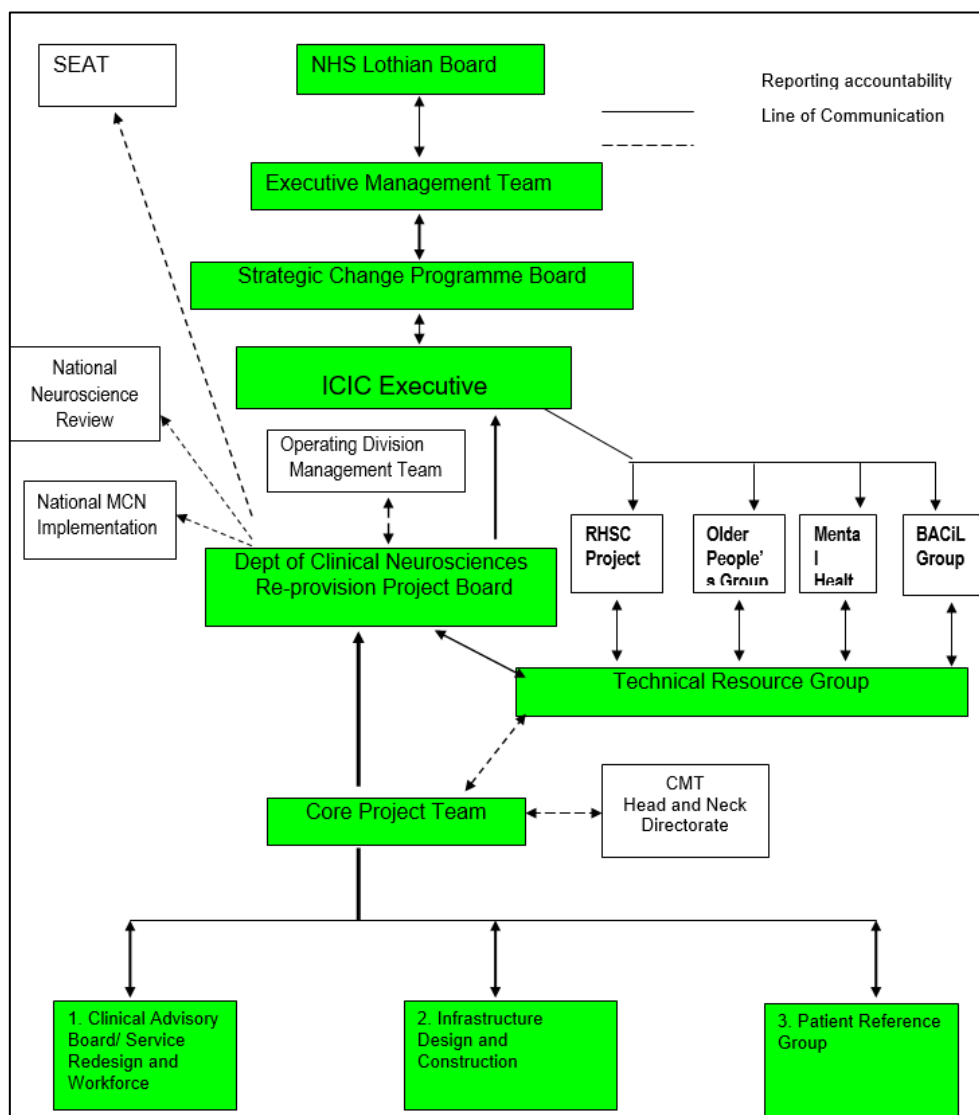 SEAT
NHS Lothian Board
Reporting accountability
Line of Communication
Executive Management Team
Strategic Change Programme Board
National
Neuroscience
Review
ICIC Executive
Operating Division
Management Team
National MCN
Implementation
RHSC
Project
Older
People'
s Group
Menta
l
Healt
BACiL
Group
Dept of Clinical Neurosciences
Re-provision Project Board
Technical Resource Group
Core Project Team
CMT
Head and Neck
Directorate
1. Clinical Advisory
Board/ Service
Redesign and
Workforce
2. Infrastructure
Design and
Construction
3. Patient Reference
Group